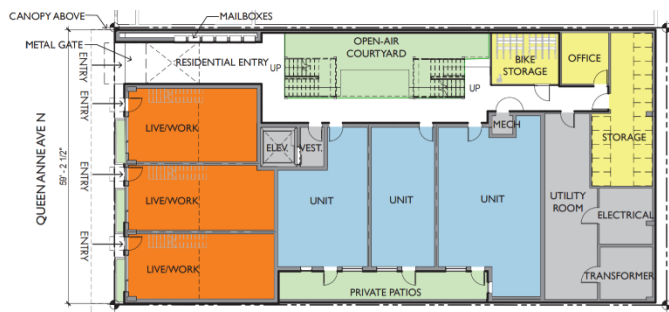 CANOPY ABOVE
MAILBOXES
METAL GATE
OPEN-AIR
COURTYARD
BIKE
STORAGE
OFFICE
ENTRY
RESIDENTIAL ENTRY
UP
UP
ENTRY
LIVE/WORK
MECH
STORAGE
ELEV.
VEST.
QUEEN ANNE AVE N
59' - 2 1/2"
ENTRY
LIVE/WORK
UNIT
UNIT
UNIT
UTILITY
ROOM
ELECTRICAL
ENTRY
LIVE/WORK
TRANSFORMER
PRIVATE PATIOS